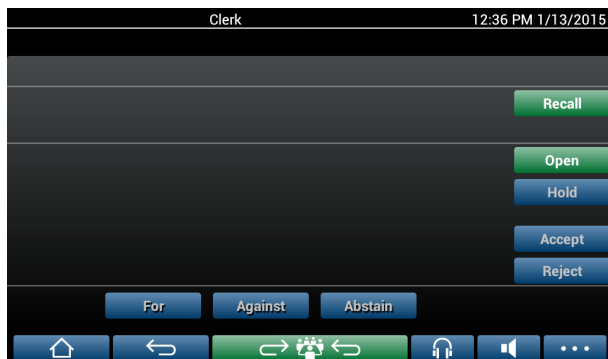 Clerk 12:36 PM 1/13/2015
Recall
Open
Hold
Accept
Reject
For Against Abstain
...